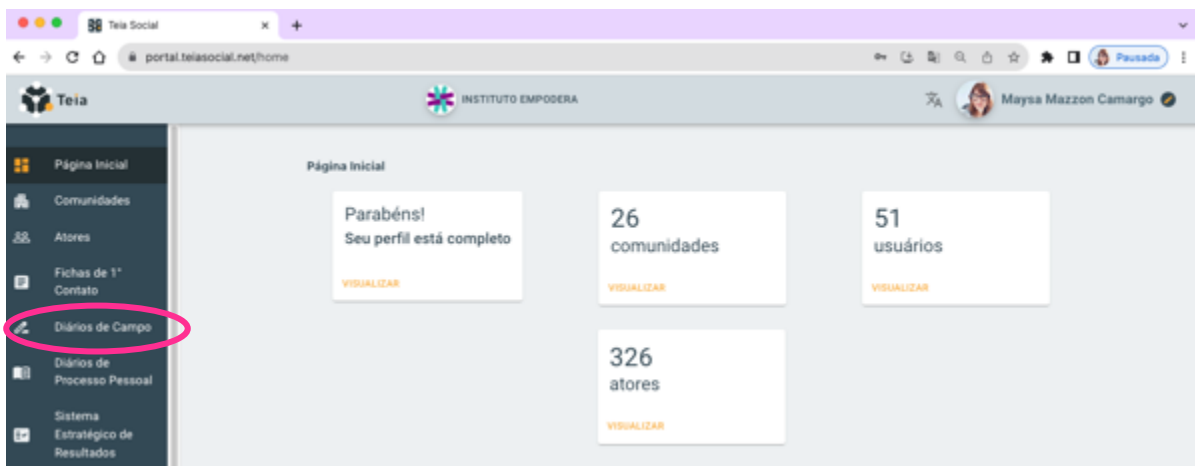 Teia Social
portal.teiasocial.net/home
Pausada
Teia
INSTITUTO EMPODERA
Maysa Mazzon Camargo
Página Inicial
Comunidades
Atores
Fichas de 1°
Contato
Diários de Campo
Diários de
Processo Pessoal
Sistema
Estratégico de
Resultados
Página Inicial
Parabéns!
Seu perfil está completo
VISUALIZAR
26
comunidades
VISUALIZAR
51
usuários
VISUALIZAR
326
atores
VISUALIZAR